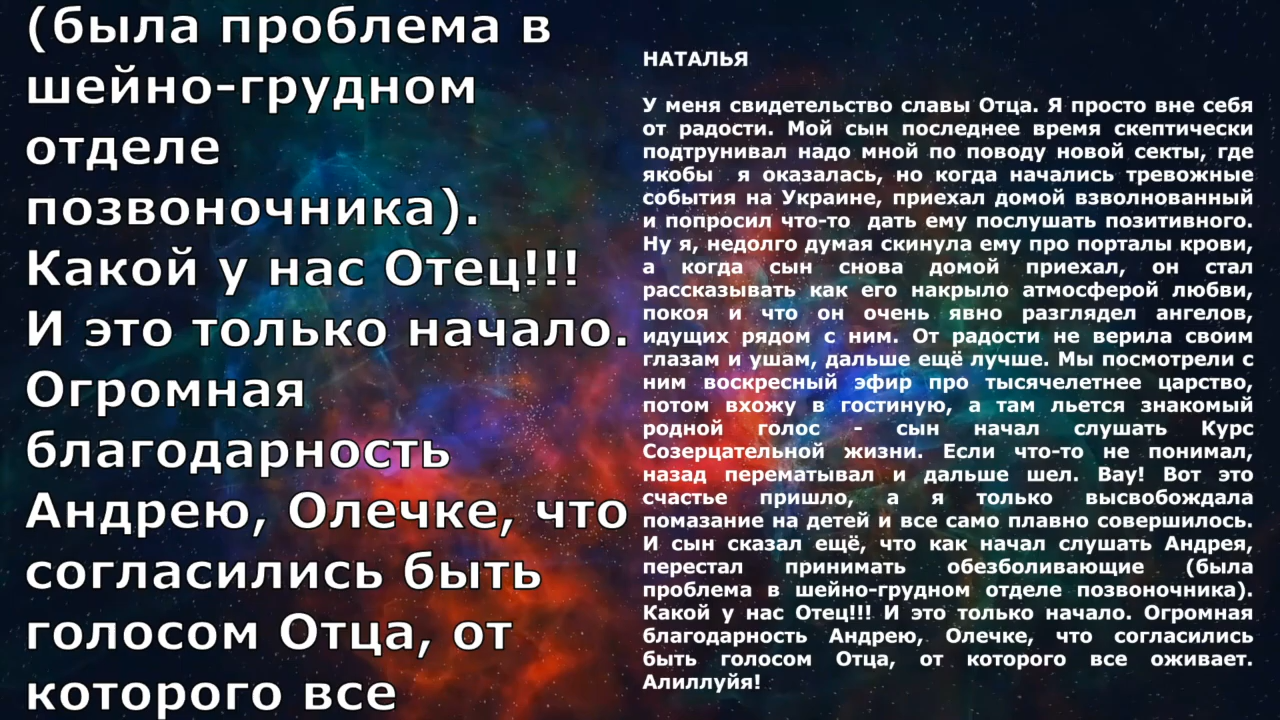 (была проблема в
шейно-грудном
отделе
позвоночника).
Какой у нас Отец!!!
И это только начало.
Огромная
благодарность
Андрею, Олечке, что
согласились быть
голосом Отца, от
которого все
НАТАЛЬЯ
У меня свидетельство славы Отца. Я просто вне себя
от радости. Мой сын последнее время скептически
подтрунивал надо мной по поводу новой секты, где
якобы я оказалась, но когда начались тревожные
события на Украине, приехал домой взволнованный
и попросил что-то дать ему послушать позитивного.
Ну я, недолго думая скинула ему про порталы крови,
а когда сын снова домой приехал, он стал
рассказывать как его накрыло атмосферой любви,
покоя и что он очень явно разглядел ангелов,
идущих рядом с ним. От радости не верила своим
глазам и ушам, дальше ещё лучше. Мы посмотрели с
ним воскресный эфир про тысячелетнее царство,
потом вхожу в гостиную, а там льется знакомый
родной голос - сын начал слушать Курс
Созерцательной жизни. Если что-то не понимал,
назад перематывал и дальше шел. Вау! Вот это
счастье пришло, а я только высвобождала
помазание на детей и все само плавно совершилось.
И сын сказал ещё, что как начал слушать Андрея,
перестал принимать обезболивающие (была
проблема в шейно-грудном отделе позвоночника).
Какой у нас Отец!!! И это только начало. Огромная
благодарность Андрею, Олечке, что согласились
быть голосом Отца, от которого все оживает.
Алиллуйя!